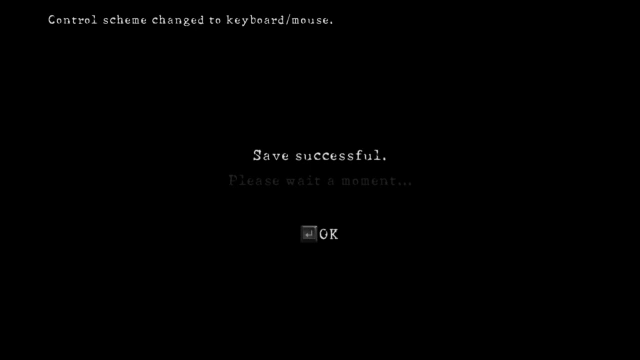 Control scheme changed to keyboard/mouse.
Save successful.
Please wait a moment...
OK